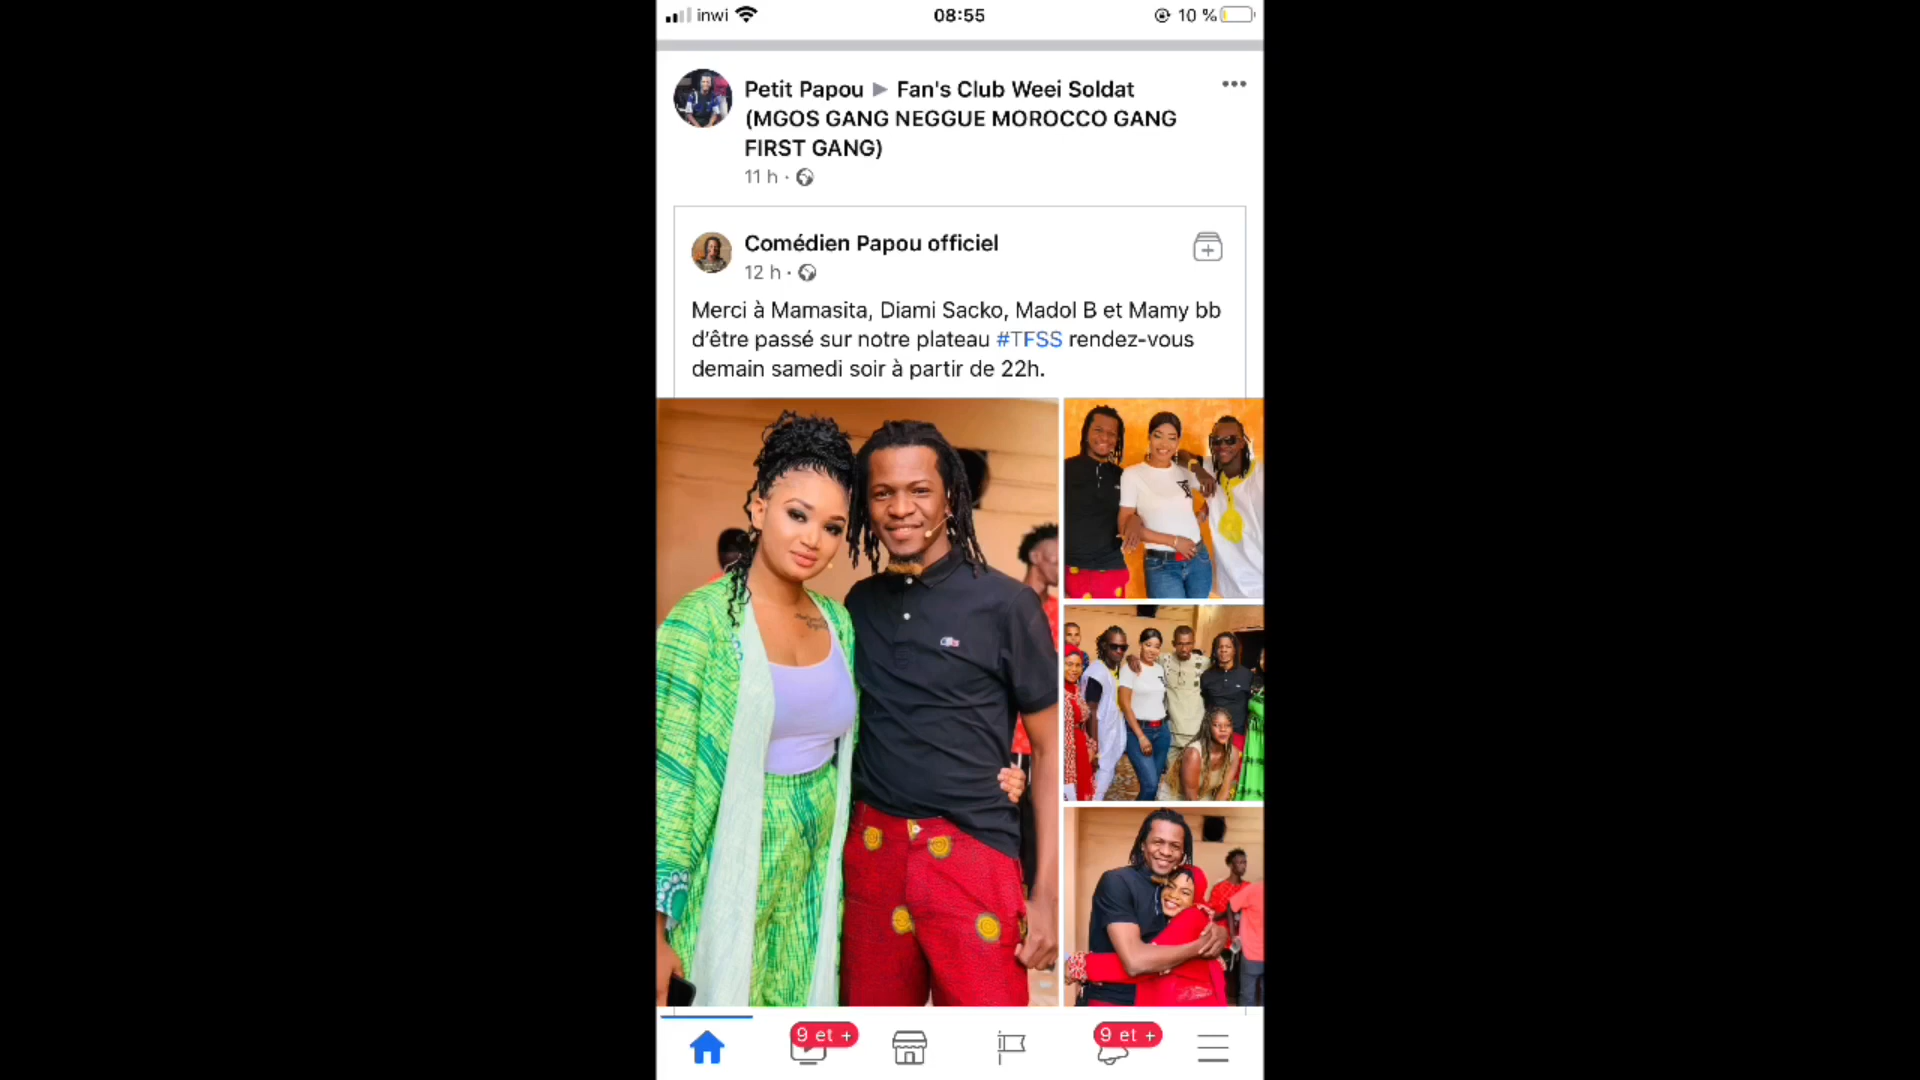 inwi 08:55 10 %
Petit Papou ▶ Fan's Club Weei Soldat
(MGOS GANG NEGGUE MOROCCO GANG
FIRST GANG)
11 h ·
Comédien Papou officiel
12 h ·
Merci à Mamasita, Diami Sacko, Madol B et Mamy bb
d’être passé sur notre plateau #TFSS rendez-vous
demain samedi soir à partir de 22h.
9 et + 9 et +